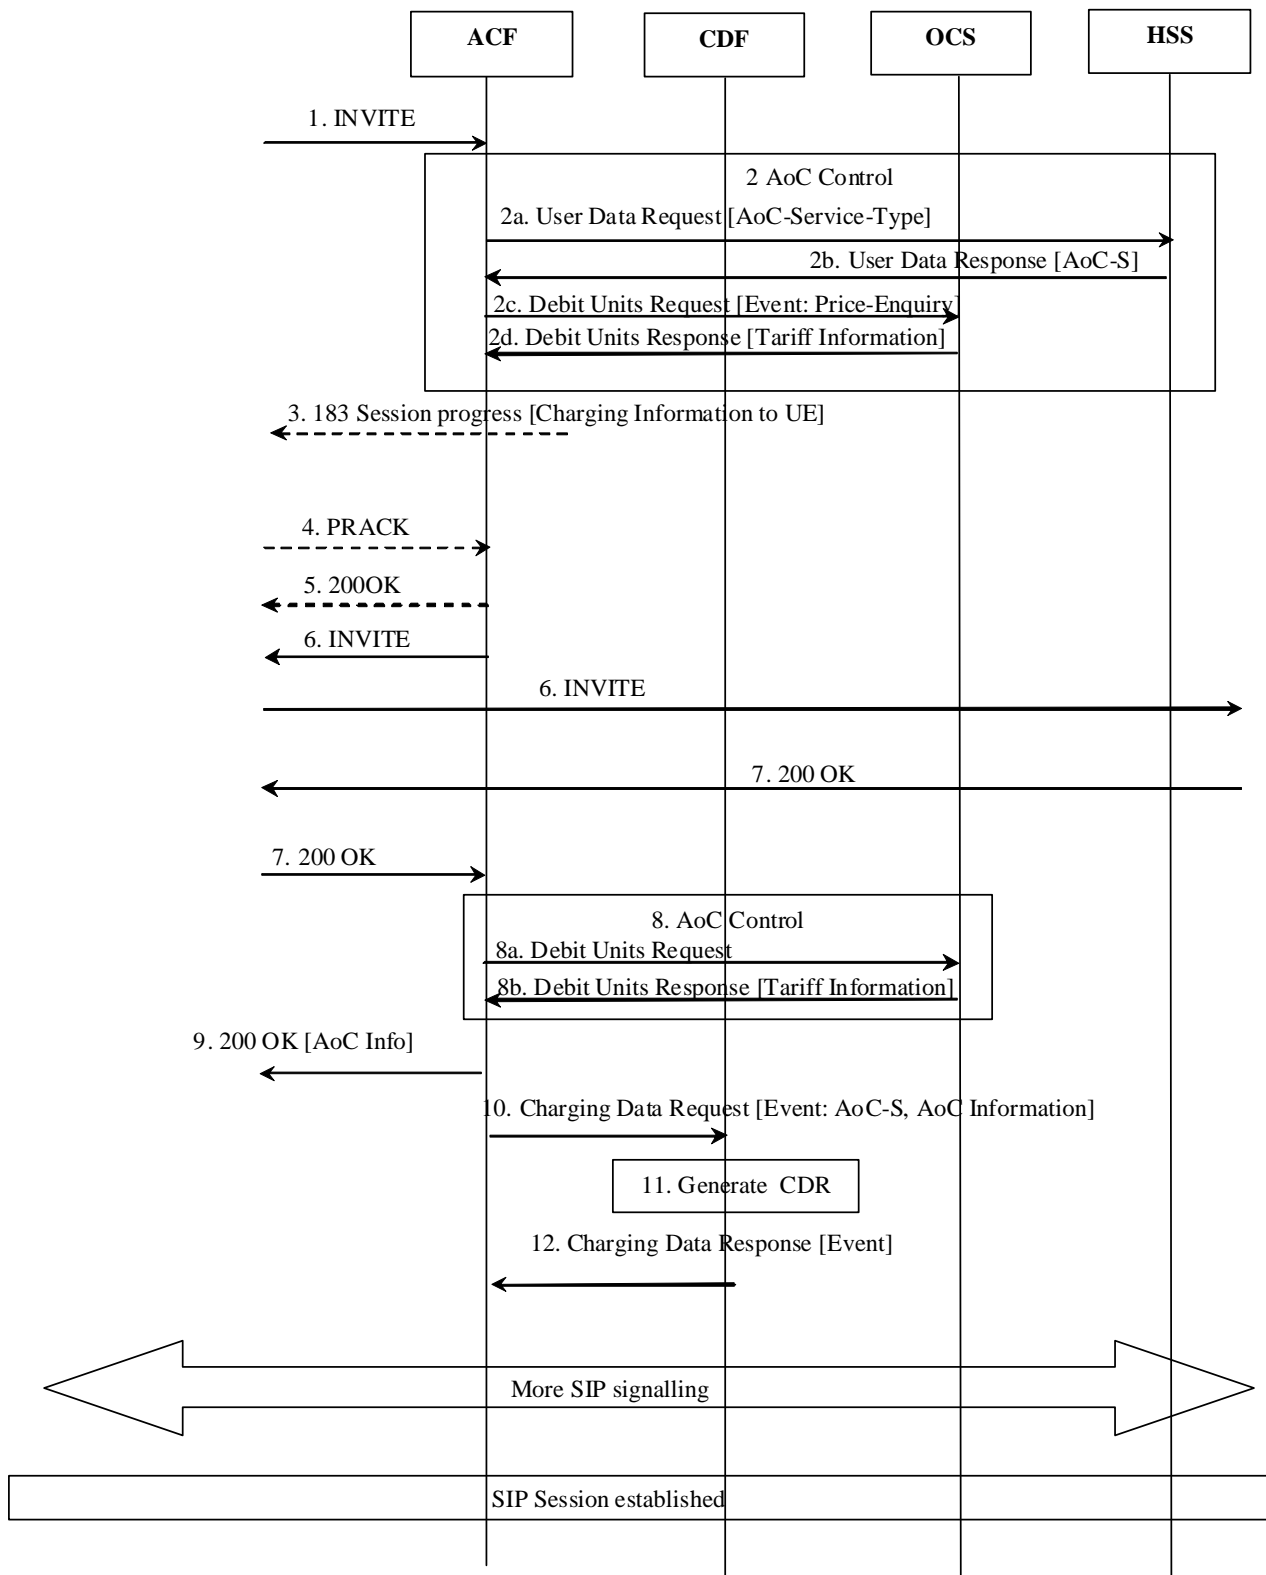 ACF
CDF
OCS
HSS
1. INVITE
2 AoC Control
2a. User Data Request [AoC-Service-Type]
2b. User Data Response [AoC-S]
2c. Debit Units Request [Event: Price-Enquiry]
2d. Debit Units Response [Tariff Information]
3. 183 Session progress [Charging Information to UE]
4. PRACK
5. 200OK
6. INVITE
6. INVITE
7. 200 OK
7. 200 OK
8. AoC Control
8a. Debit Units Request
8b. Debit Units Response [Tariff Information]
9. 200 OK [AoC Info]
10. Charging Data Request [Event: AoC-S, AoC Information]
11. Generate CDR
12. Charging Data Response [Event]
More SIP signalling
SIP Session established